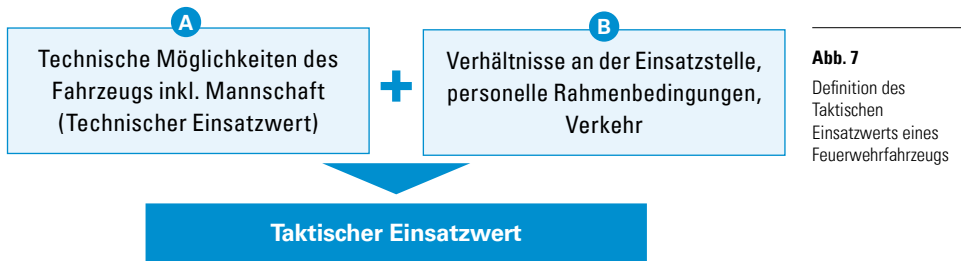 A
Technische Möglichkeiten des
Fahrzeugs inkl. Mannschaft
(Technischer Einsatzwert)
+
B
Verhältnisse an der Einsatzstelle,
personelle Rahmenbedingungen,
Verkehr
Taktischer Einsatzwert
Abb. 7
Definition des
Taktischen
Einsatzwerts eines
Feuerwehrfahrzeugs